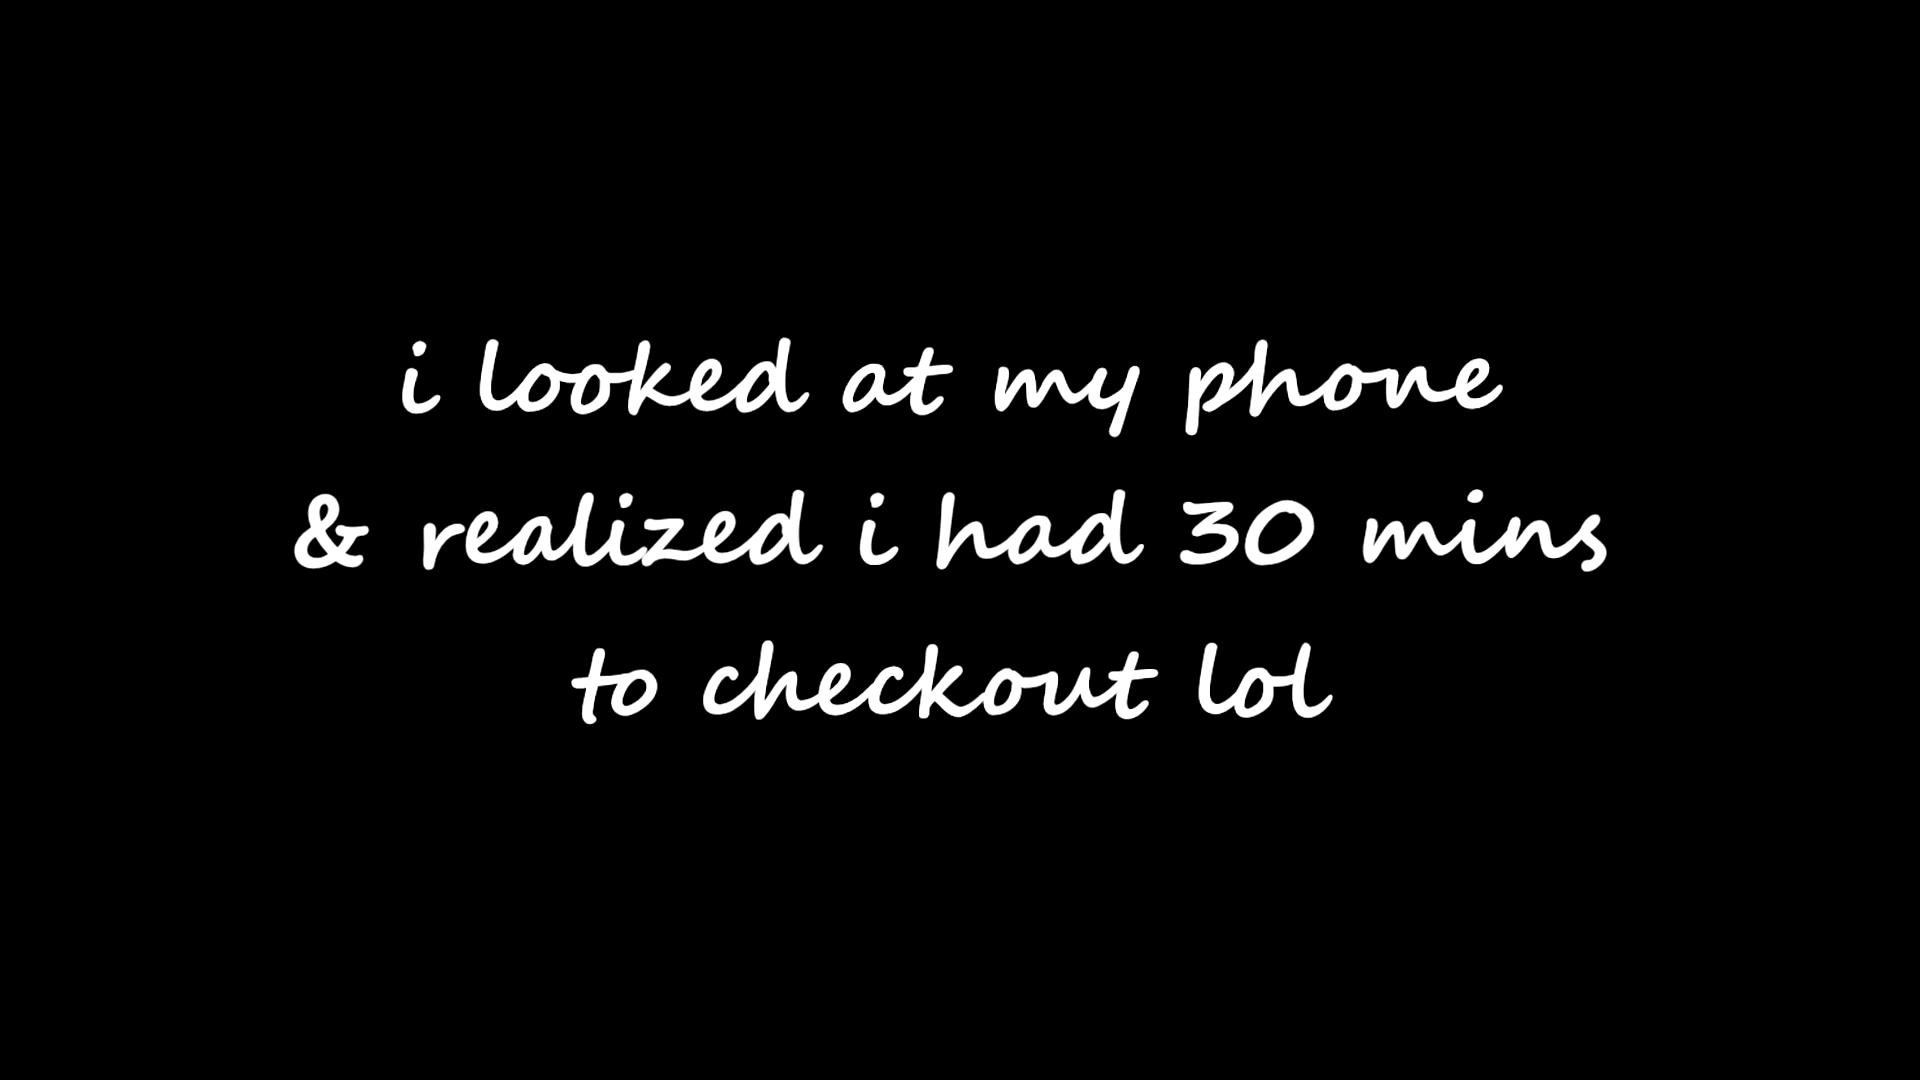 i looked at my phone
& realized i had 30 mins
to checkout lol